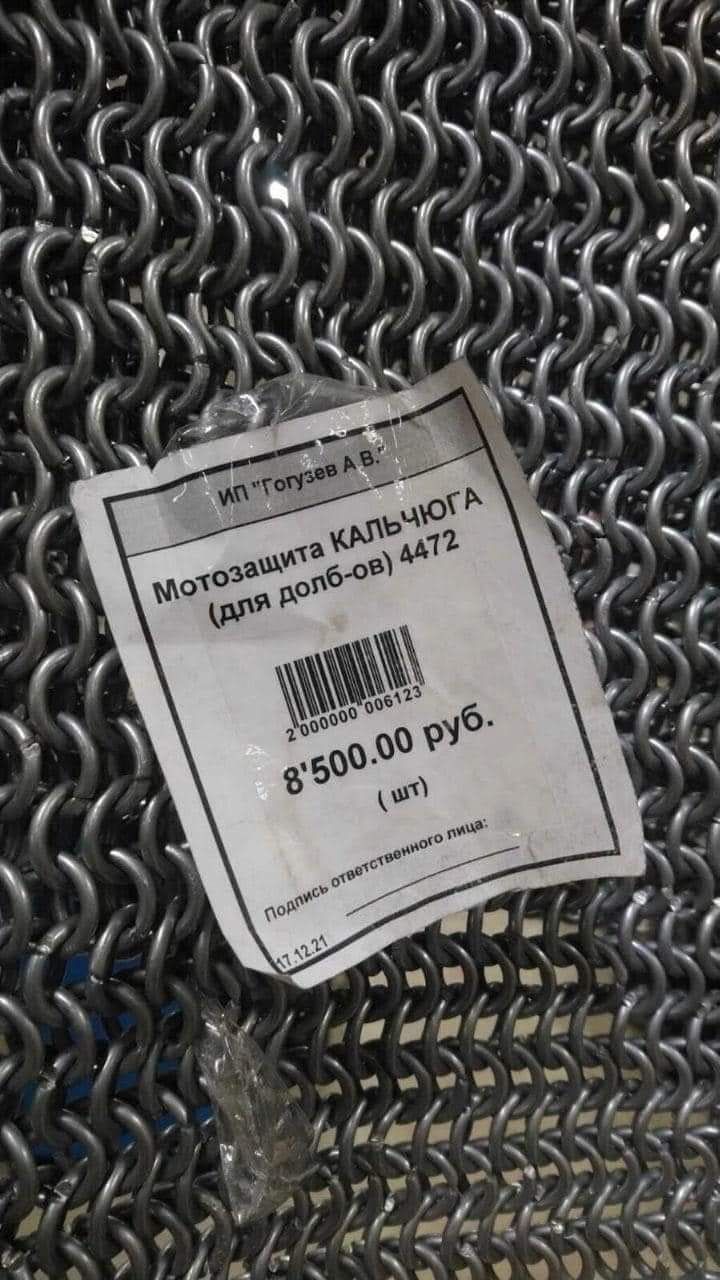 ИП "Гогузев А.В."
Мотозащита КАЛЬЧЮГА
(для долб-ов) 4472
2 000000 006123
8'500.00 руб.
( шт)
Подпись ответственного лица:
17.12.21